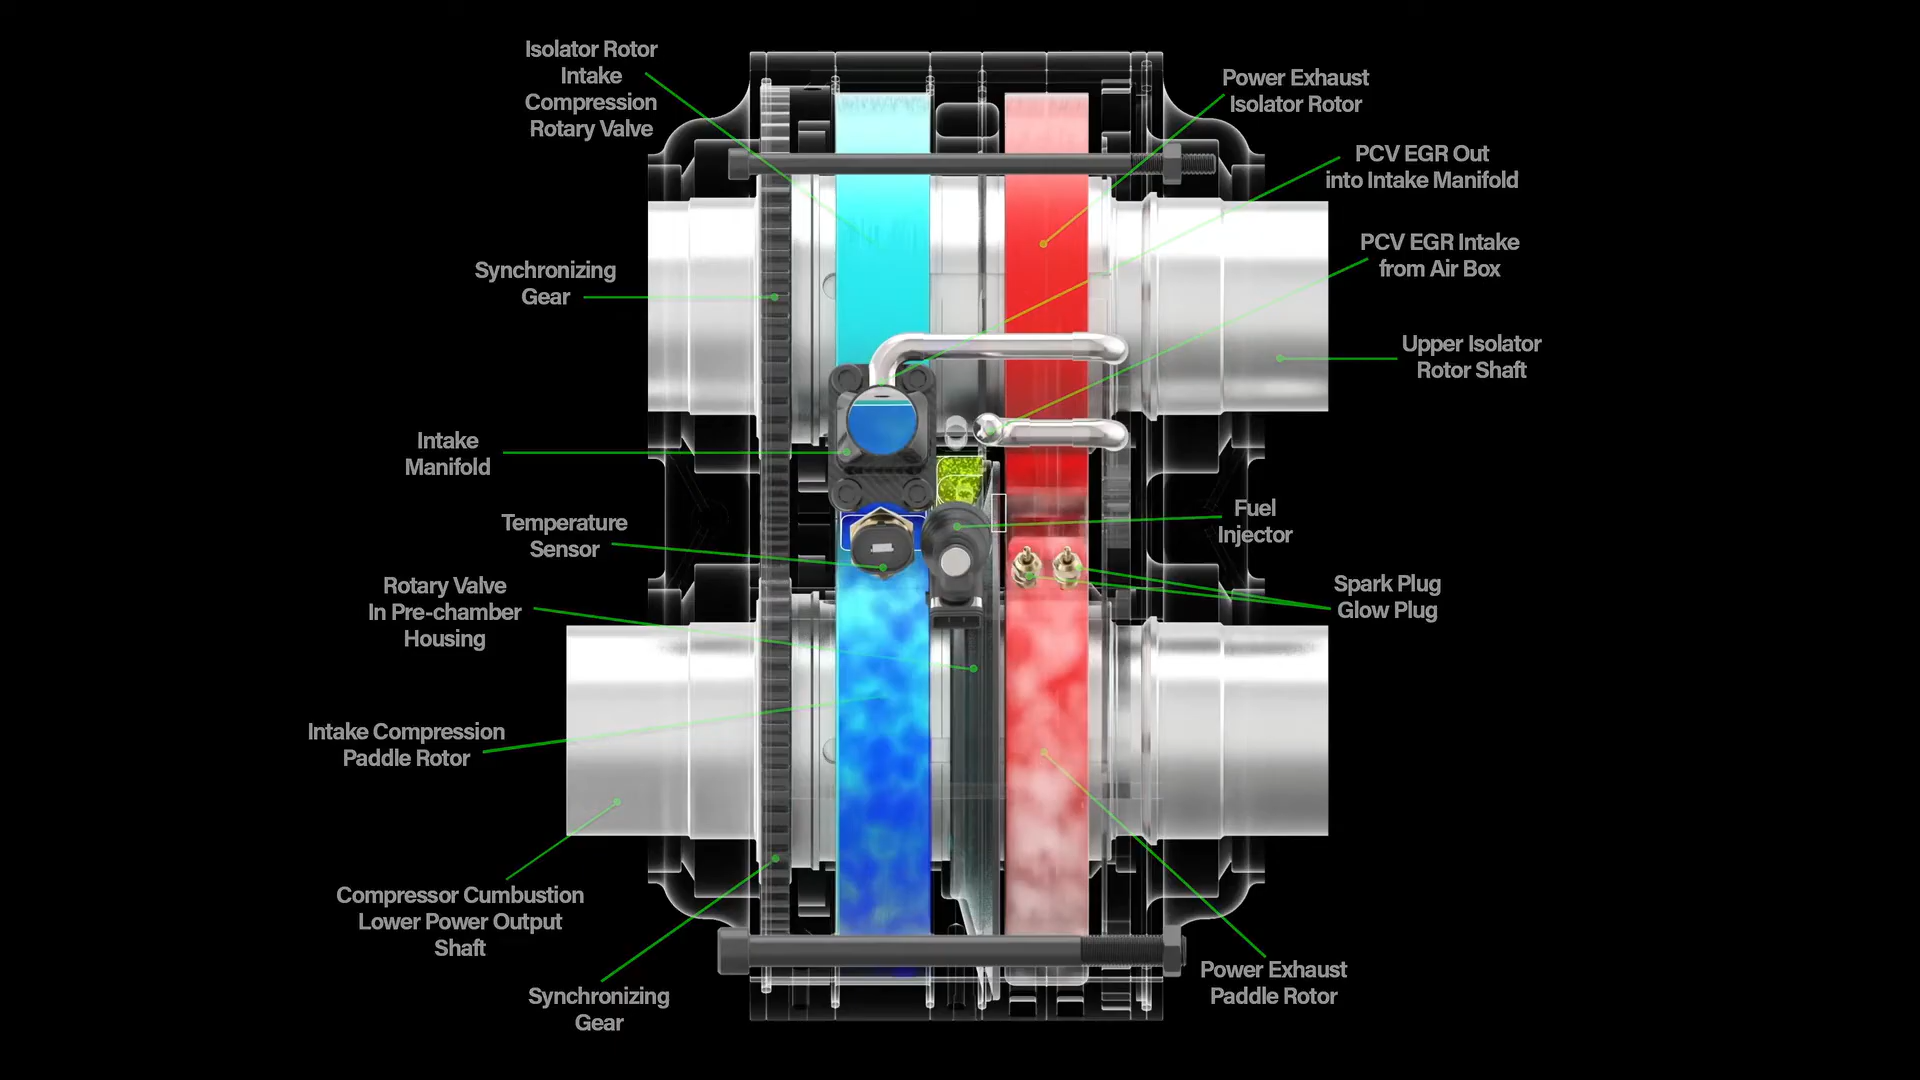 Isolator Rotor
Intake
Compression
Rotary Valve
Power Exhaust
Isolator Rotor
PCV EGR Out
into Intake Manifold
PCV EGR Intake
from Air Box
Synchronizing
Gear
Upper Isolator
Rotor Shaft
Intake
Manifold
Temperature
Sensor
Fuel
Injector
Rotary Valve
In Pre-chamber
Housing
Spark Plug
Glow Plug
Intake Compression
Paddle Rotor
Compressor Cumbustion
Lower Power Output
Shaft
Synchronizing
Gear
Power Exhaust
Paddle Rotor